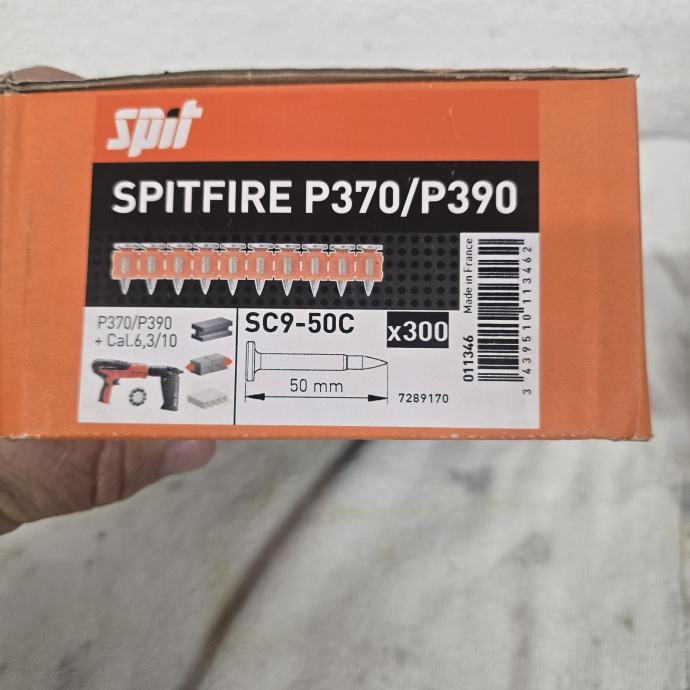 spit
SPITFIRE P370/P390
P370/P390
+ Cal.6,3/10
SC9-50C
x300
50 mm
7289170
Made in France
011346
3 439510 113462